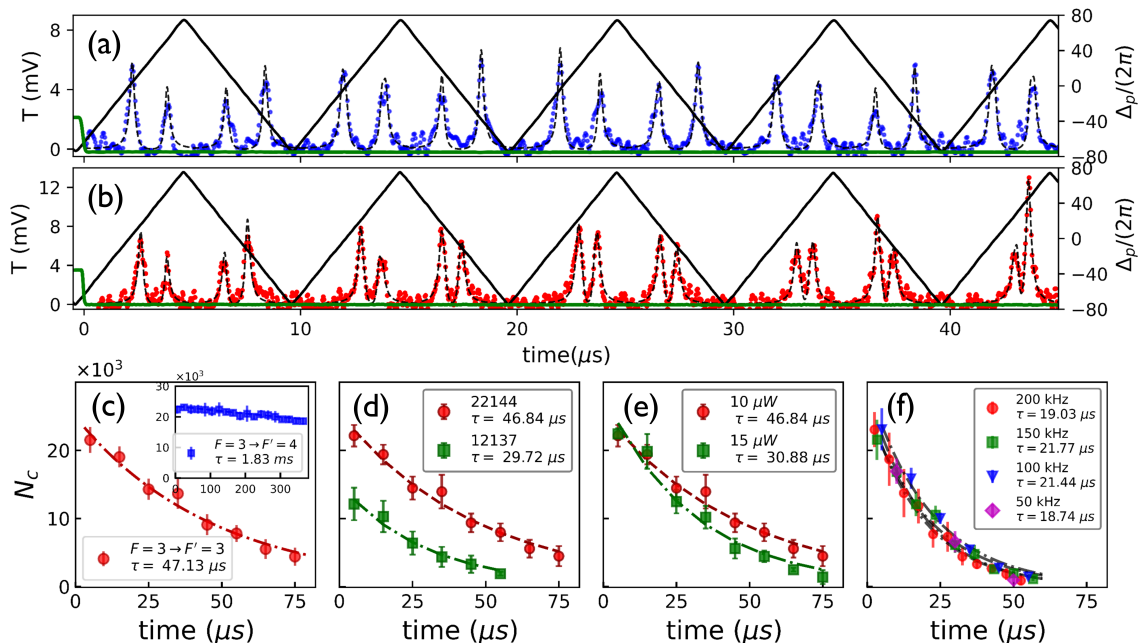 (a)
T (mV)
8
4
0
80
40
0
−40
−80
Δp/(2π)
(b)
T (mV)
12
8
4
0
80
40
0
−40
−80
Δp/(2π)
0 10 20 30 40
time(μs)
×10³
(c)
N_c
20
10
0
×10³
30
20
10
0
0 200
F = 3→F′ = 4
τ = 1.83 ms
F = 3→F′ = 3
τ = 47.13 μs
0 25 50 75
time (μs)
(d)
22144
τ = 46.84 μs
12137
τ = 29.72 μs
0 25 50 75
time (μs)
(e)
10 μW
τ = 46.84 μs
15 μW
τ = 30.88 μs
0 25 50 75
time (μs)
(f)
200 kHz
τ = 19.03 μs
150 kHz
τ = 21.77 μs
100 kHz
τ = 21.44 μs
50 kHz
τ = 18.74 μs
0 25 50 75
time (μs)